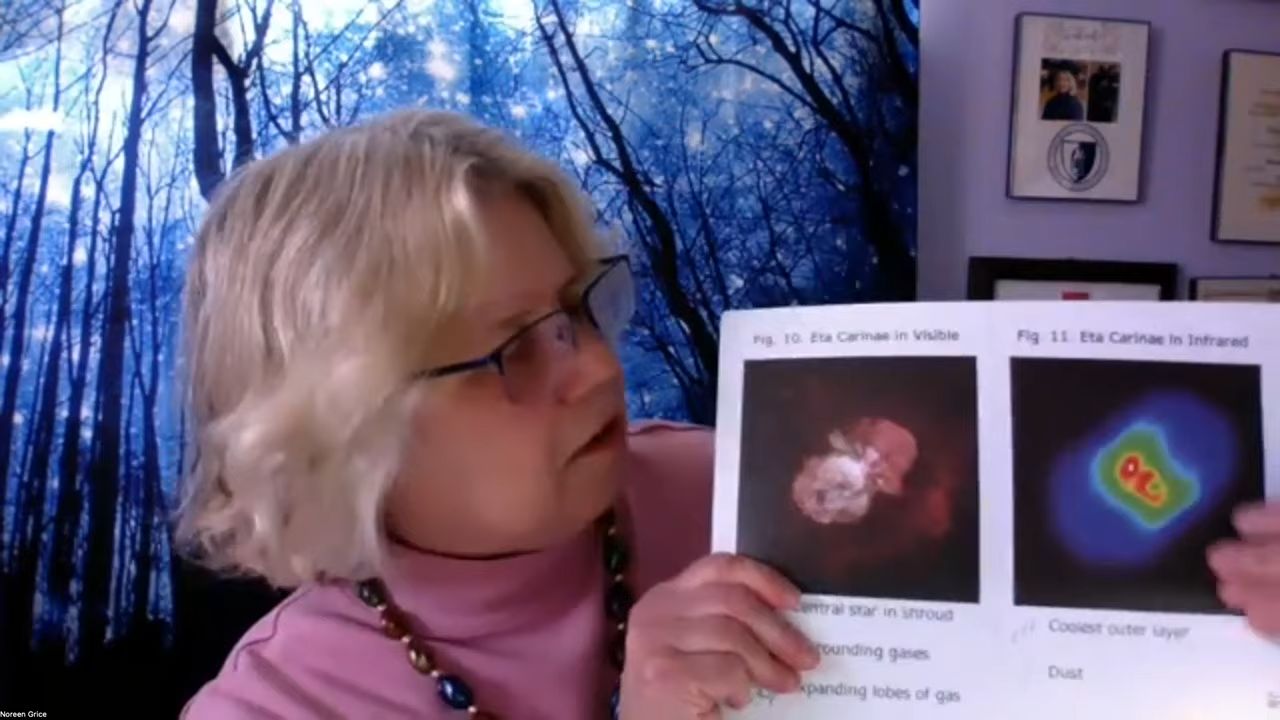 Fig. 10. Eta Carinae in Visible
Fig 11. Eta Carinae in Infrared
entral star in shroud
rounding gases
xpanding lobes of gas
Coolest outer layer
Dust
Noreen Grice